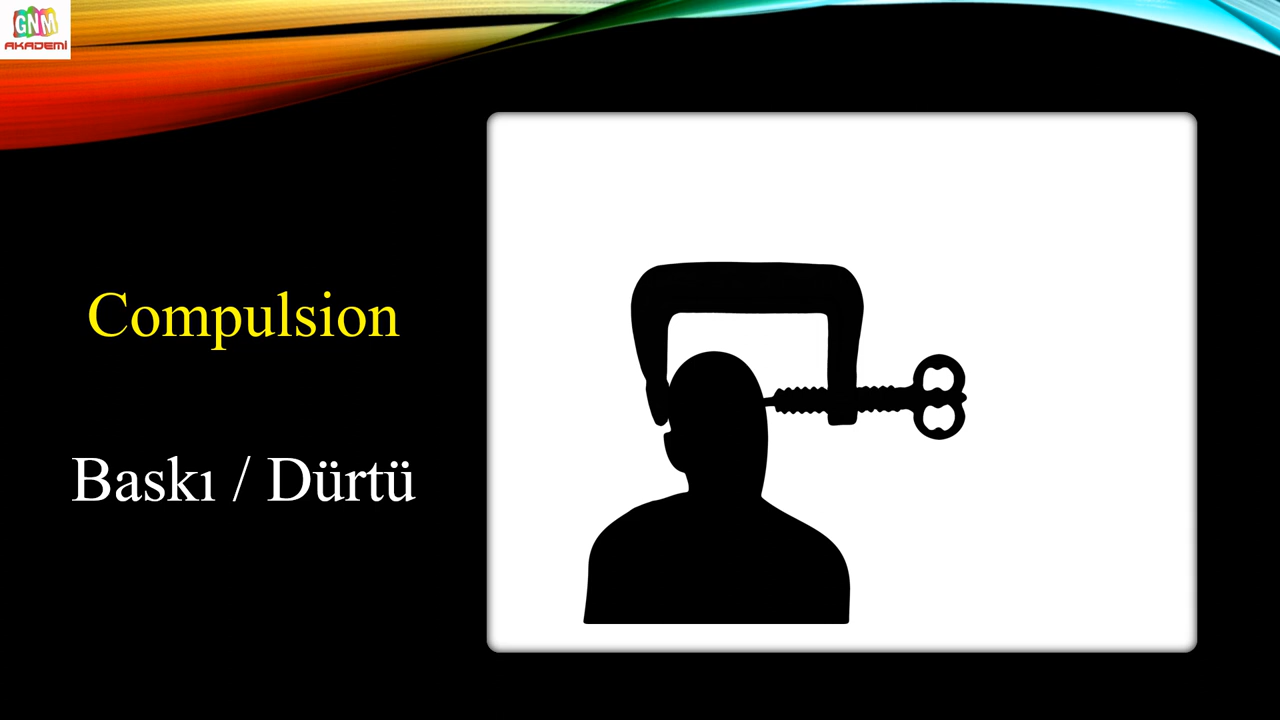 GNM
AKADEMİ
Compulsion
Baskı / Dürtü